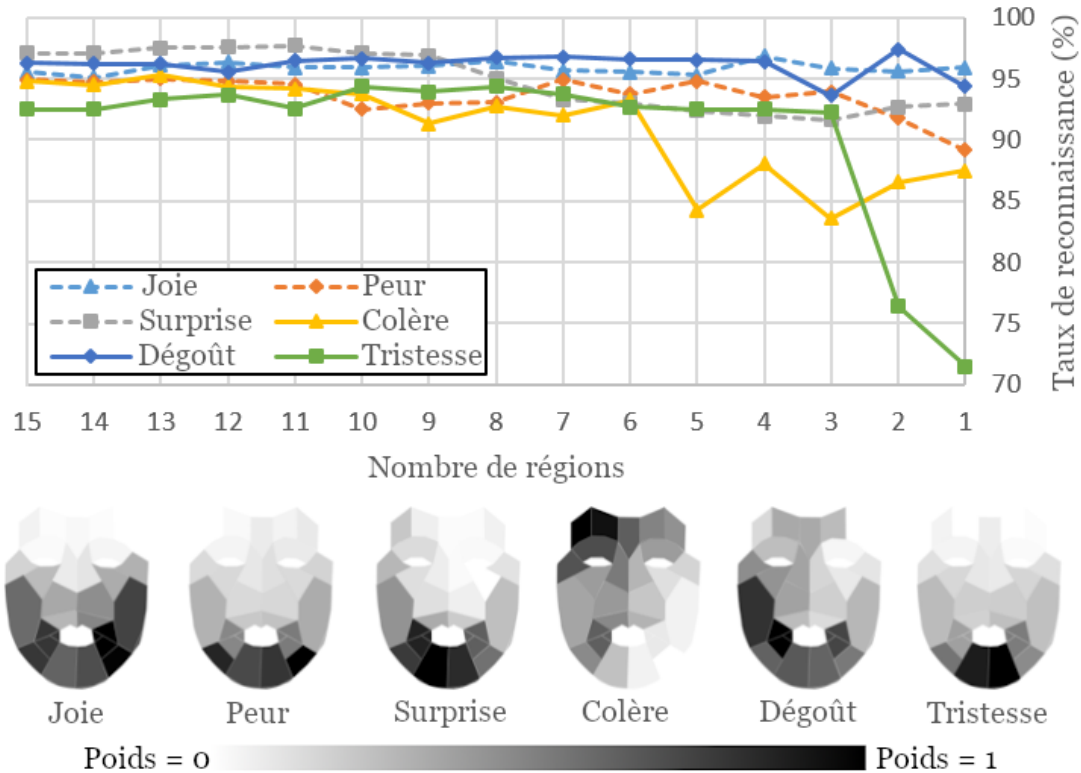 100
95
90
85
80
75
70
Taux de reconnaissance (%)
Joie
Peur
Surprise
Colère
Dégoût
Tristesse
15 14 13 12 11 10 9 8 7 6 5 4 3 2 1
Nombre de régions
Joie Peur Surprise Colère Dégoût Tristesse
Poids = 0 Poids = 1